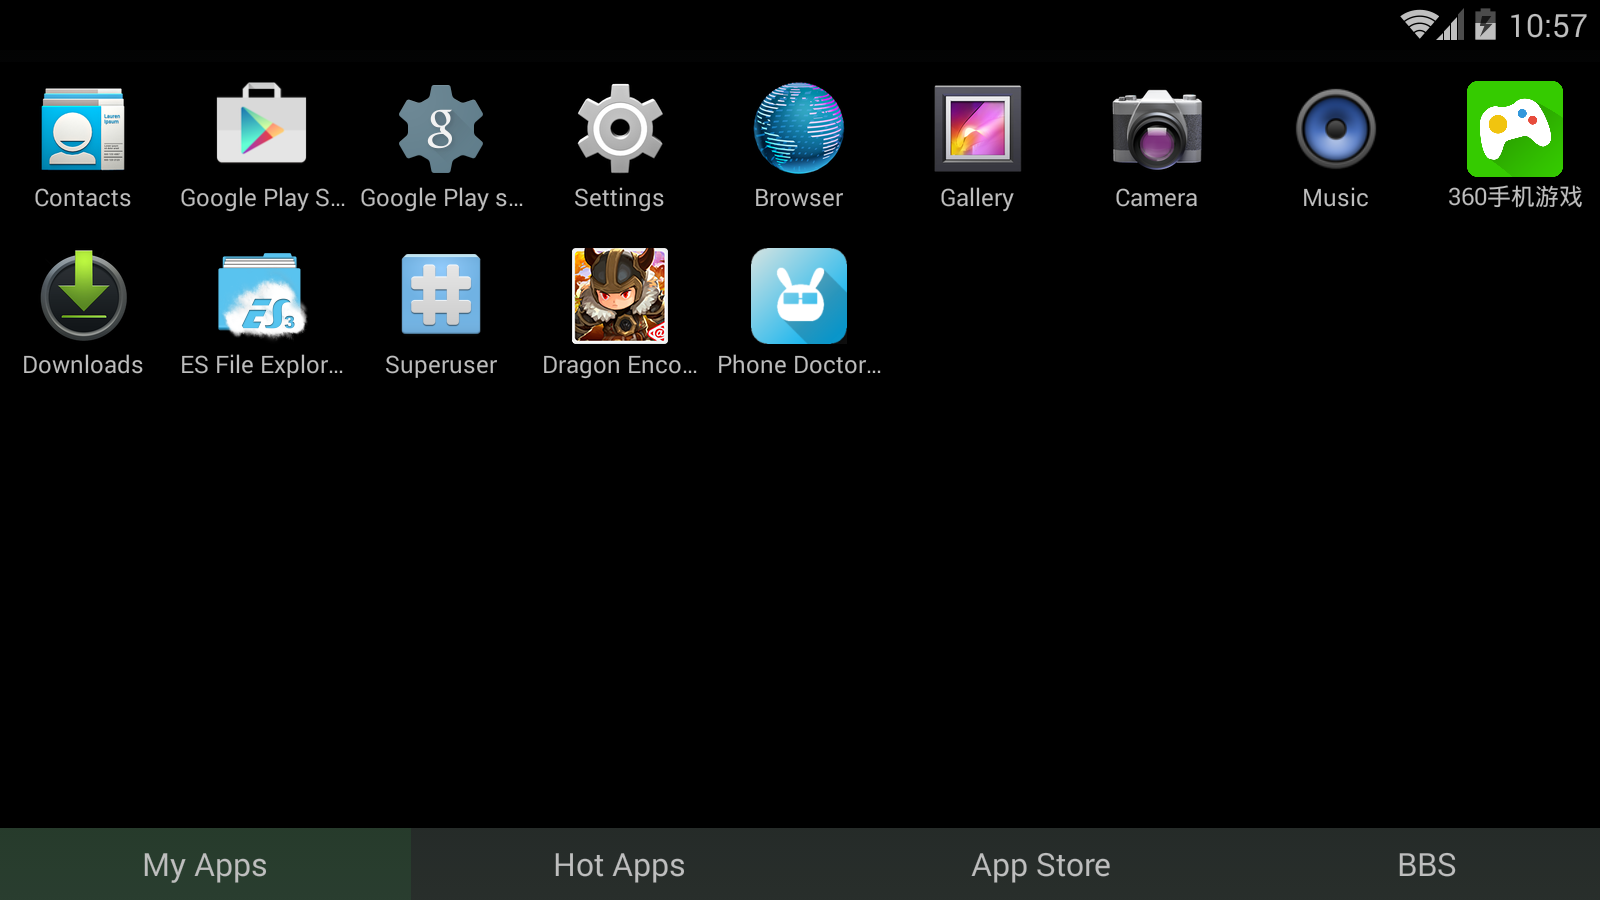 10:57
Contacts
Google Play S...
Google Play s...
Settings
Browser
Gallery
Camera
Music
360手机游戏
Downloads
ES File Explor...
Superuser
Dragon Enco...
Phone Doctor...
My Apps
Hot Apps
App Store
BBS